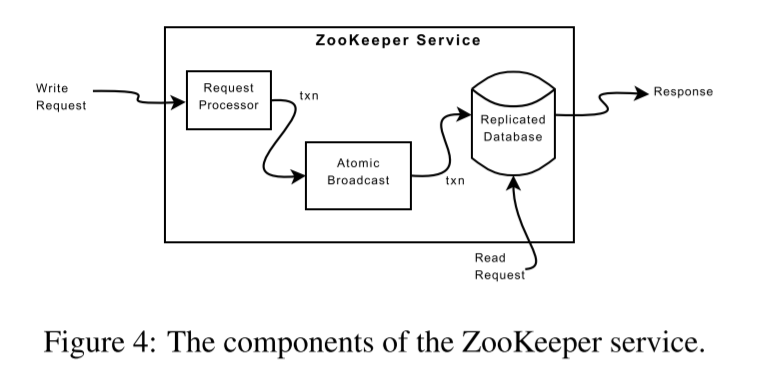 ZooKeeper Service
Write
Request
Request
Processor
txn
Atomic
Broadcast
txn
Replicated
Database
Response
Read
Request
Figure 4: The components of the ZooKeeper service.